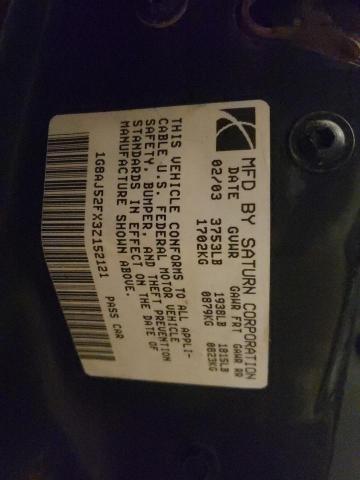 MFD BY SATURN CORPORATION
DATE GVWR GAWR FRT GAWR RR
02/03 3753LB 1938LB 1815LB
1702KG 0879KG 0823KG
THIS VEHICLE CONFORMS TO ALL APPLI-
CABLE U.S. FEDERAL MOTOR VEHICLE
SAFETY, BUMPER, AND THEFT PREVENTION
STANDARDS IN EFFECT ON THE DATE OF
MANUFACTURE SHOWN ABOVE.
1G8AJ52FX3Z152121 PASS CAR